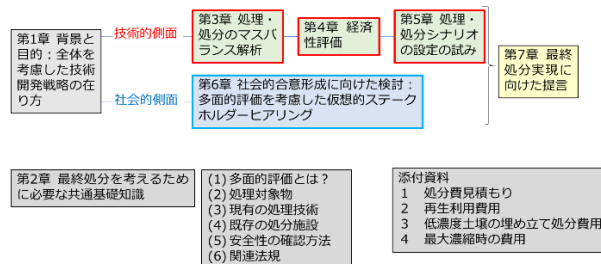 第1章 背景と
目的：全体を
考慮した技術
開発戦略の在
り方
技術的側面
第3章 処理・
処分のマスバ
ランス解析
第4章 経済
性評価
第5章 処理・
処分シナリオ
の設定の試み
社会的側面
第6章 社会的合意形成に向けた検討：
多面的評価を考慮した仮想的ステーク
ホルダーヒアリング
第7章 最終
処分実現に
向けた提言
第2章 最終処分を考えるため
に必要な共通基礎知識
(1) 多面的評価とは？
(2) 処理対象物
(3) 現有の処理技術
(4) 既存の処分施設
(5) 安全性の確認方法
(6) 関連法規
添付資料
1 処分費見積もり
2 再生利用費用
3 低濃度土壌の埋め立て処分費用
4 最大濃縮時の費用